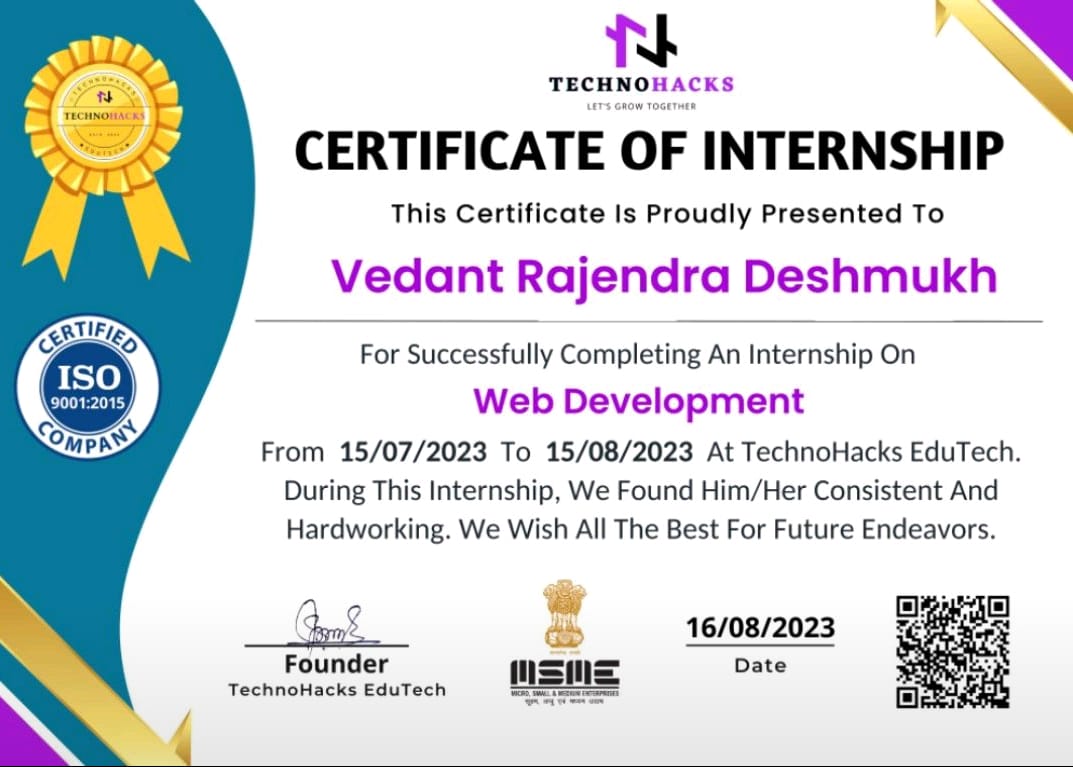 TECHNOHACKS
LET'S GROW TOGETHER
TECHNOHACKS
TECHNOHACKS
EDUTECH
CERTIFICATE OF INTERNSHIP
This Certificate Is Proudly Presented To
Vedant Rajendra Deshmukh
CERTIFIED
ISO
9001:2015
COMPANY
For Successfully Completing An Internship On
Web Development
From 15/07/2023 To 15/08/2023 At TechnoHacks EduTech.
During This Internship, We Found Him/Her Consistent And
Hardworking. We Wish All The Best For Future Endeavors.
Founder
TechnoHacks EduTech
MSME
MICRO, SMALL & MEDIUM ENTERPRISES
सूक्ष्म, लघु एवं मध्यम उद्यम
16/08/2023
Date